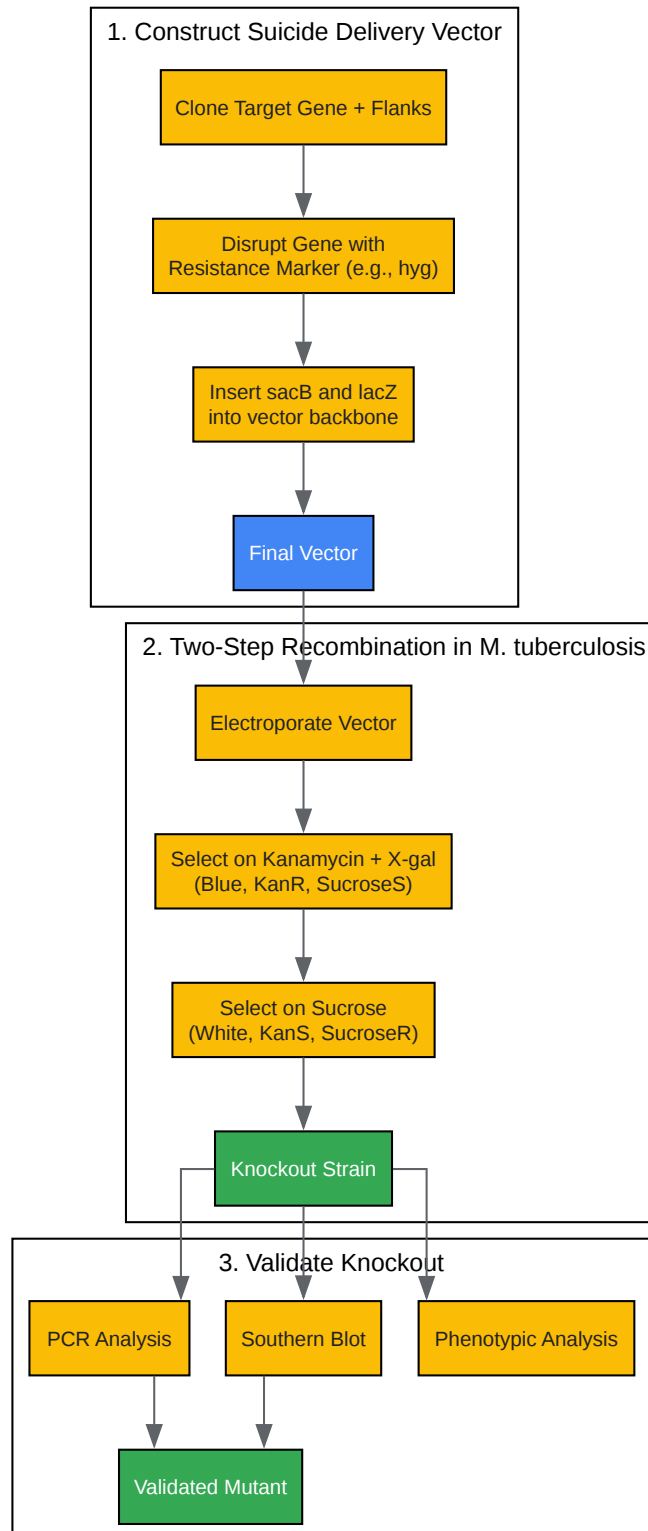 1. Construct Suicide Delivery Vector
Clone Target Gene + Flanks
Disrupt Gene with
Resistance Marker (e.g., hyg)
Insert sacB and lacZ
into vector backbone
Final Vector
2. Two-Step Recombination in M. tuberculosis
Electroporate Vector
Select on Kanamycin + X-gal
(Blue, KanR, SucroseS)
Select on Sucrose
(White, KanS, SucroseR)
Knockout Strain
3. Validate Knockout
PCR Analysis
Southern Blot
Phenotypic Analysis
Validated Mutant